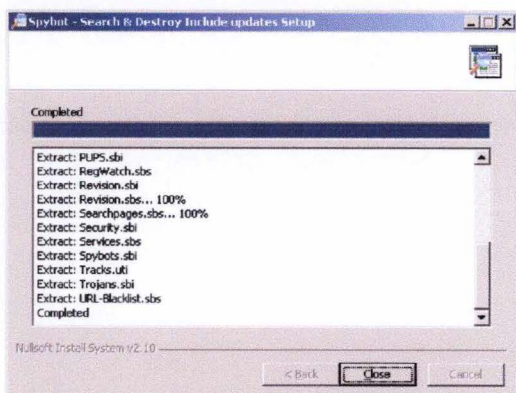 Spybot - Search & Destroy Include updates Setup
Completed
Extract: PUPS.sbi
Extract: RegWatch.sbs
Extract: Revision.sbi
Extract: Revision.sbs... 100%
Extract: Searchpages.sbs... 100%
Extract: Security.sbi
Extract: Services.sbs
Extract: Spybots.sbi
Extract: Tracks.uti
Extract: Trojans.sbi
Extract: URL-Blacklist.sbs
Completed
Nullsoft Install System v2.10
< Back Close Cancel